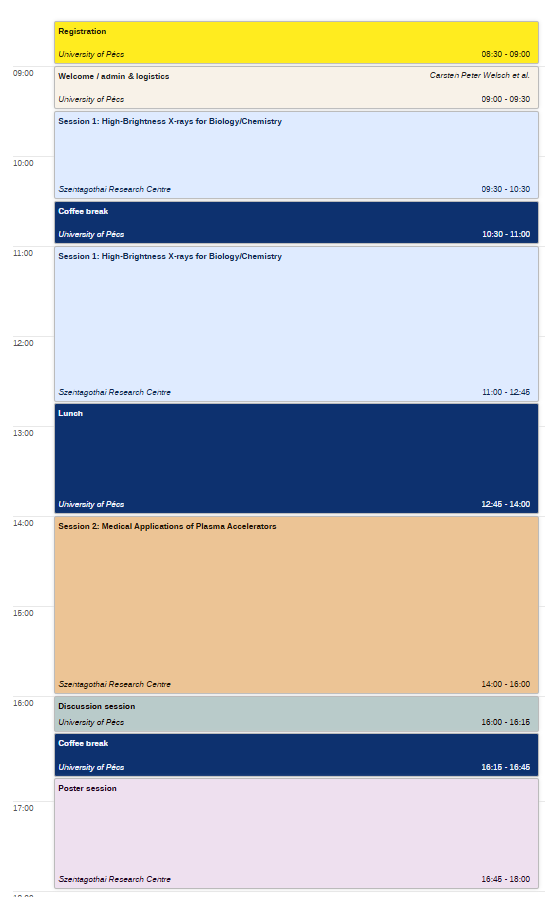 Registration
University of Pécs 08:30 - 09:00
09:00
Welcome / admin & logistics Carsten Peter Welsch et al.
University of Pécs 09:00 - 09:30
Session 1: High-Brightness X-rays for Biology/Chemistry
10:00
Szentagothai Research Centre 09:30 - 10:30
Coffee break
University of Pécs 10:30 - 11:00
11:00
Session 1: High-Brightness X-rays for Biology/Chemistry
12:00
Szentagothai Research Centre 11:00 - 12:45
Lunch
13:00
University of Pécs 12:45 - 14:00
14:00
Session 2: Medical Applications of Plasma Accelerators
15:00
Szentagothai Research Centre 14:00 - 16:00
16:00
Discussion session
University of Pécs 16:00 - 16:15
Coffee break
University of Pécs 16:15 - 16:45
Poster session
17:00
Szentagothai Research Centre 16:45 - 18:00